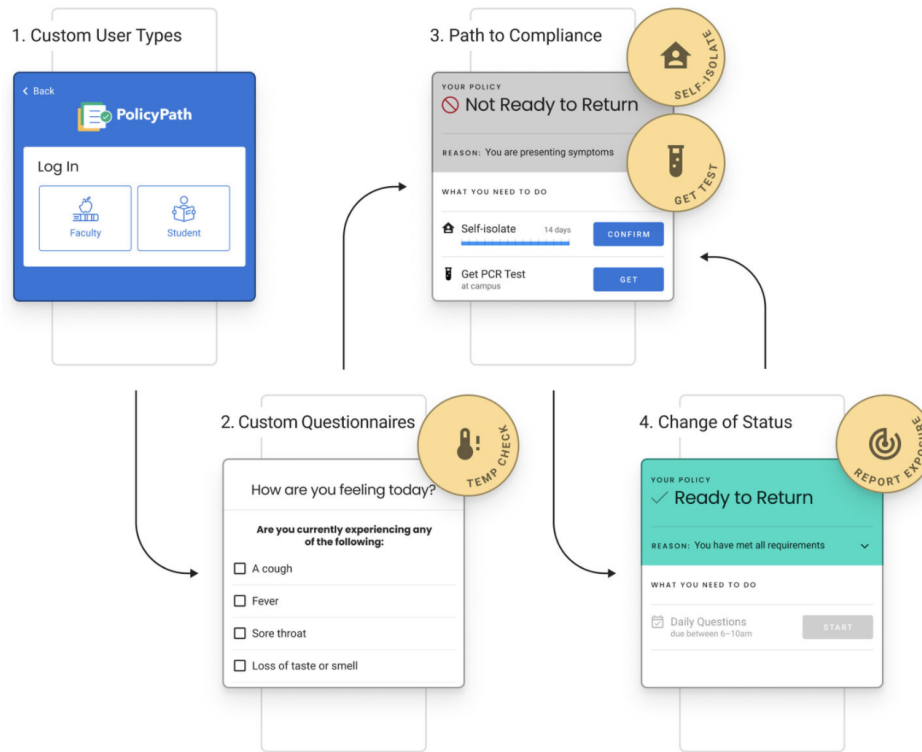 1. Custom User Types
Back
PolicyPath
Log In
Faculty
Student
2. Custom Questionnaires
TEMP CHECK
How are you feeling today?
Are you currently experiencing any
of the following:
A cough
Fever
Sore throat
Loss of taste or smell
3. Path to Compliance
SELF-ISOLATE
YOUR POLICY
Not Ready to Return
REASON: You are presenting symptoms
GET TEST
WHAT YOU NEED TO DO
Self-isolate 14 days CONFIRM
Get PCR Test
at campus
GET
4. Change of Status
REPORT EXPOSURE
YOUR POLICY
Ready to Return
REASON: You have met all requirements
WHAT YOU NEED TO DO
Daily Questions
due between 6–10am
START